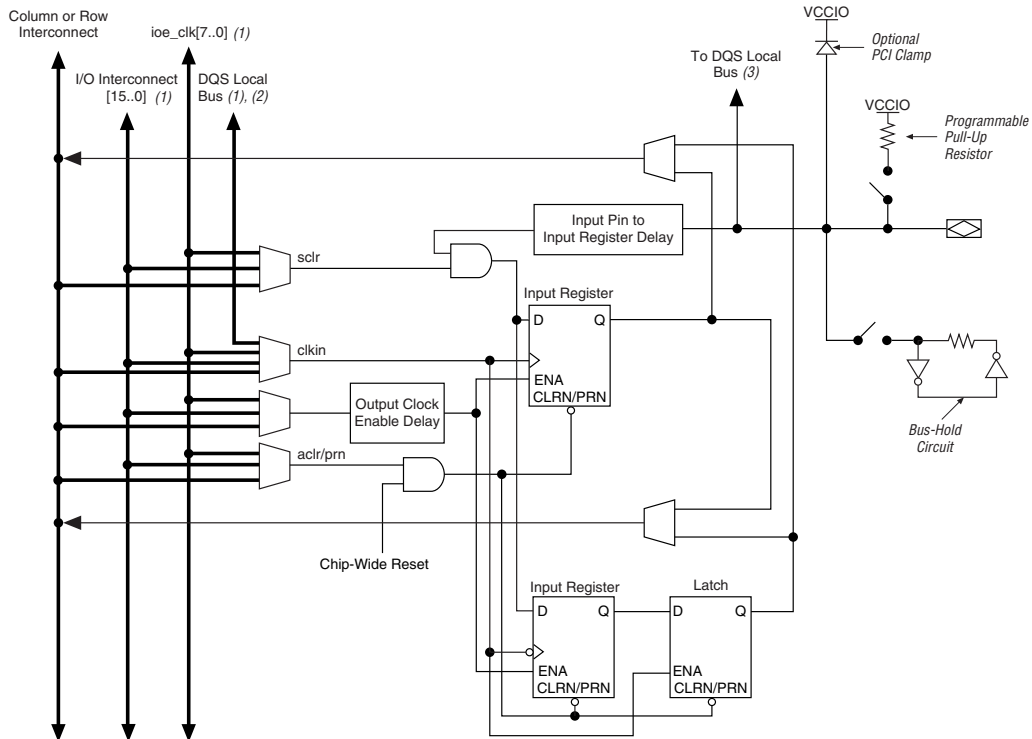 Column or Row
Interconnect
ioe_clk[7..0] (1)
I/O Interconnect
[15..0] (1)
DQS Local
Bus (1), (2)
To DQS Local
Bus (3)
VCCIO
Optional
PCI Clamp
VCCIO
Programmable
Pull-Up
Resistor
Input Pin to
Input Register Delay
sclr
Input Register
D Q
ENA
CLRN/PRN
clkin
Output Clock
Enable Delay
aclr/prn
Bus-Hold
Circuit
Chip-Wide Reset
Input Register
D Q
ENA
CLRN/PRN
Latch
D Q
ENA
CLRN/PRN